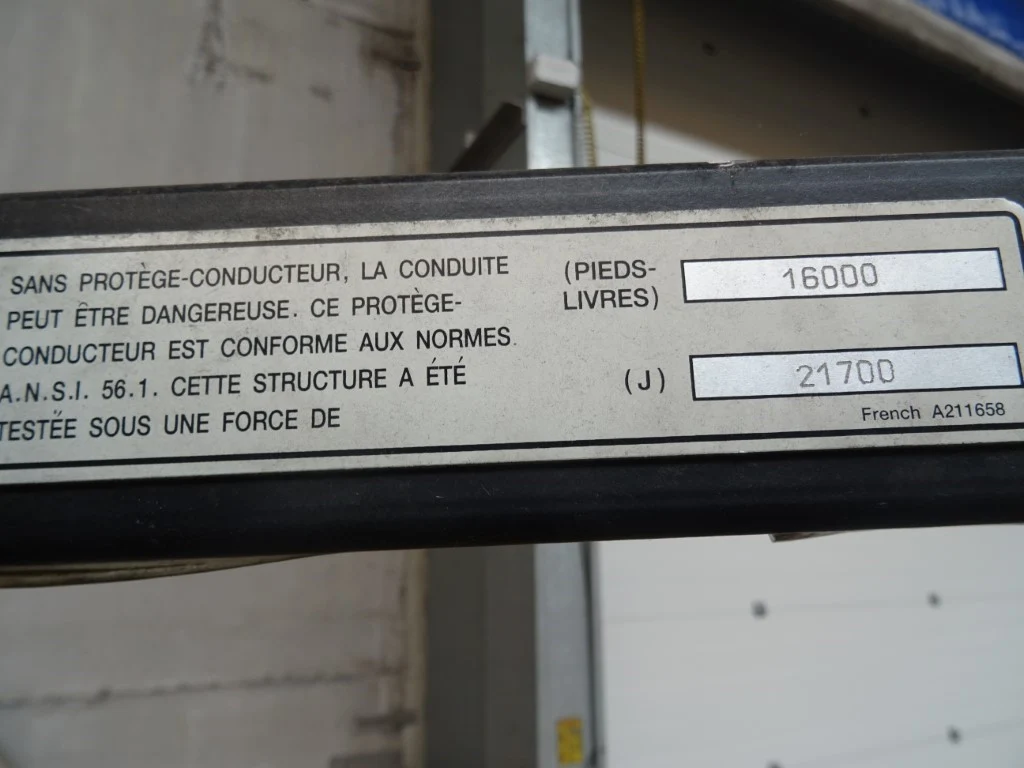 SANS PROTÈGE-CONDUCTEUR, LA CONDUITE
PEUT ÊTRE DANGEREUSE. CE PROTÈGE-
CONDUCTEUR EST CONFORME AUX NORMES
A.N.S.I. 56.1. CETTE STRUCTURE A ÉTÉ
TESTÉE SOUS UNE FORCE DE
(PIEDS-
LIVRES)
16000
(J)
21700
French A211658